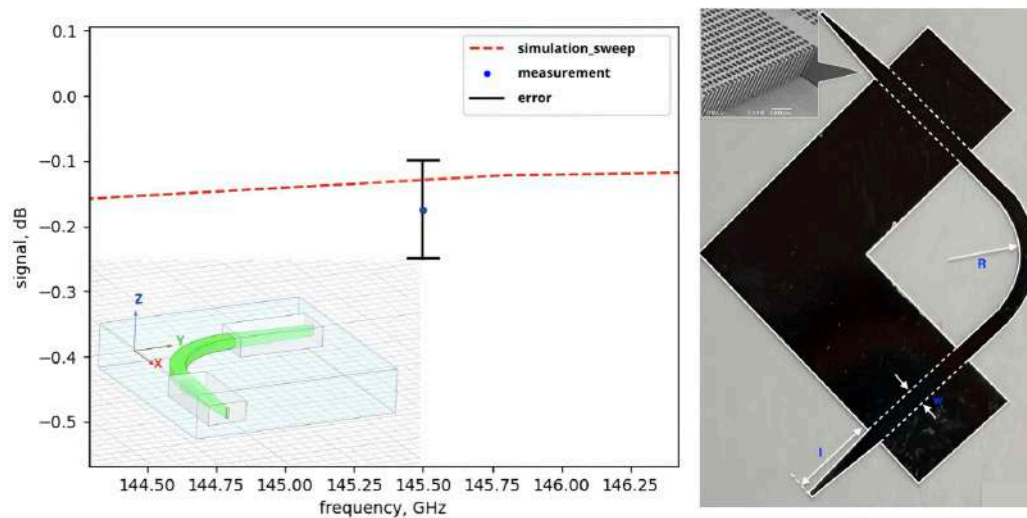 0.1
0.0
−0.1
−0.2
−0.3
−0.4
−0.5
signal, dB
simulation_sweep
measurement
error
Z
Y
X
144.50 144.75 145.00 145.25 145.50 145.75 146.00 146.25
frequency, GHz
R
l